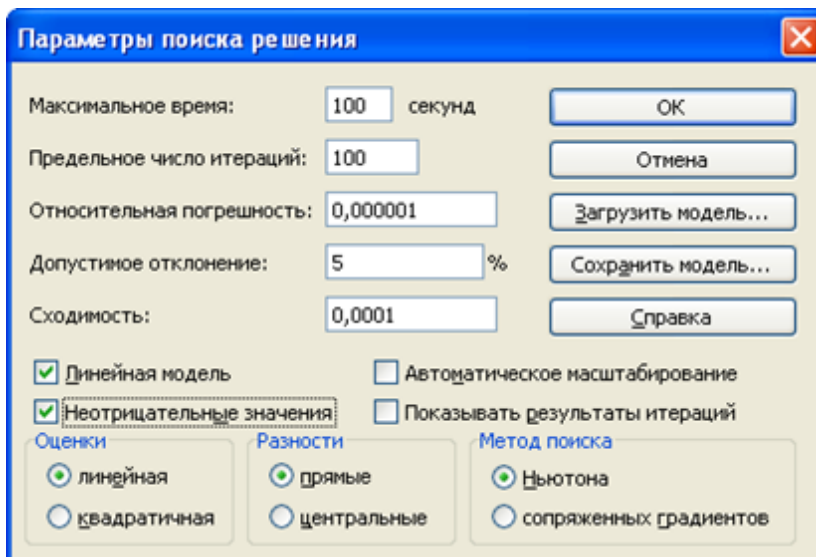 Параметры поиска решения
Максимальное время: 100 секунд OK
Предельное число итераций: 100 Отмена
Относительная погрешность: 0,000001 Загрузить модель...
Допустимое отклонение: 5 % Сохранить модель...
Сходимость: 0,0001 Справка
Линейная модель Автоматическое масштабирование
Неотрицательные значения Показывать результаты итераций
Оценки Разности Метод поиска
линейная прямые Ньютона
квадратичная центральные сопряженных градиентов